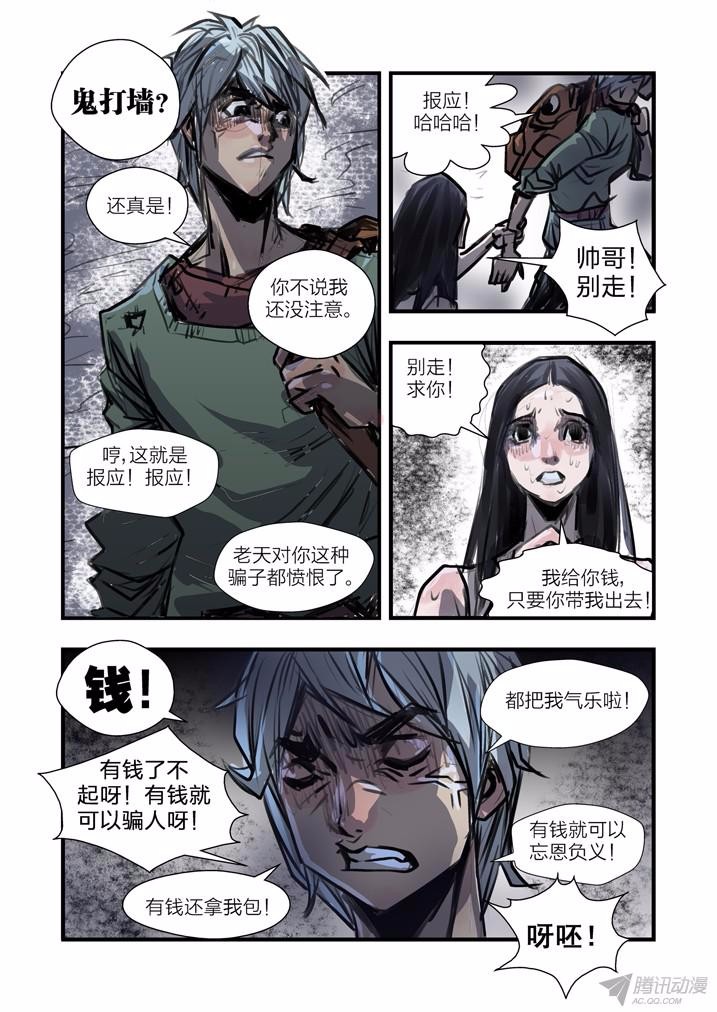 鬼打墙?
还真是!
你不说我
还没注意。
哼,这就是
报应!报应!
老天对你这种
骗子都愤恨了。
报应!
哈哈哈!
帅哥!
别走!
别走!
求你!
我给你钱,
只要你带我出去!
钱!
有钱了不
起呀!有钱就
可以骗人呀!
有钱还拿我包!
都把我气乐啦!
有钱就可以
忘恩负义!
呀呸!
腾讯动漫
AC.QQ.COM